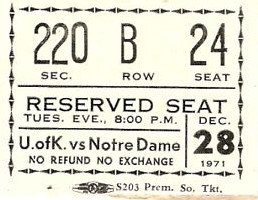 220 B 24
SEC. ROW SEAT
RESERVED SEAT
TUES. EVE., 8:00 P.M. DEC.
U.ofK. vs Notre Dame 28
NO REFUND NO EXCHANGE 1971
S203 Prem. So. Tkt.